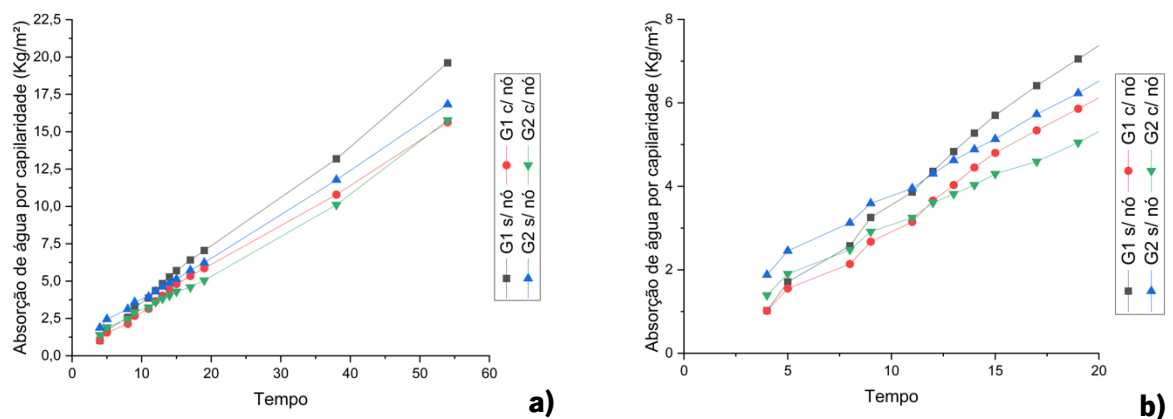 22,5
20,0
17,5
15,0
12,5
10,0
7,5
5,0
2,5
0,0
0 10 20 30 40 50 60
Absorção de água por capilaridade (Kg/m²)
Tempo
G1 s/ nó G1 c/ nó
G2 s/ nó G2 c/ nó
a)
8
6
4
2
0
0 5 10 15 20
Absorção de água por capilaridade (Kg/m²)
Tempo
G1 s/ nó G1 c/ nó
G2 s/ nó G2 c/ nó
b)